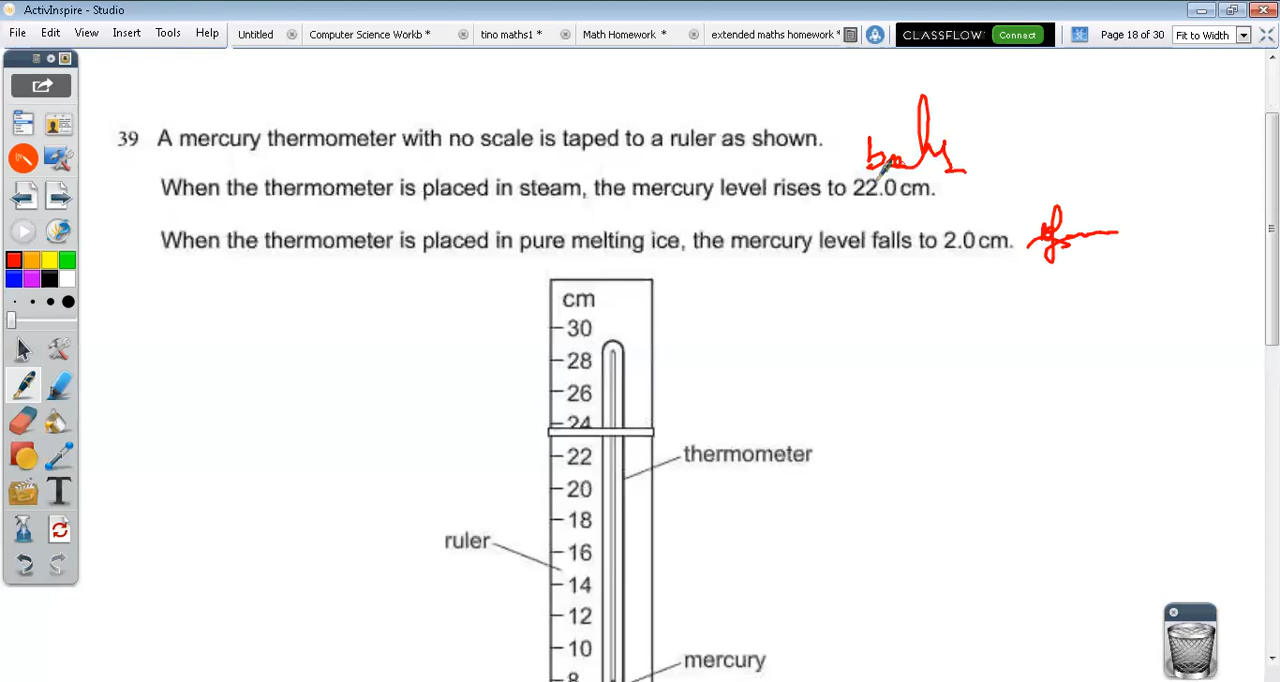 ActivInspire - Studio
File Edit View Insert Tools Help Untitled Computer Science Workb * tino maths1 * Math Homework * extended maths homework * CLASSFLOW Connect Page 18 of 30 Fit to Width
39 A mercury thermometer with no scale is taped to a ruler as shown.
When the thermometer is placed in steam, the mercury level rises to 22.0 cm.
When the thermometer is placed in pure melting ice, the mercury level falls to 2.0 cm.
cm
30
28
26
24
22
thermometer
20
18
ruler
16
14
12
10
mercury
8
T